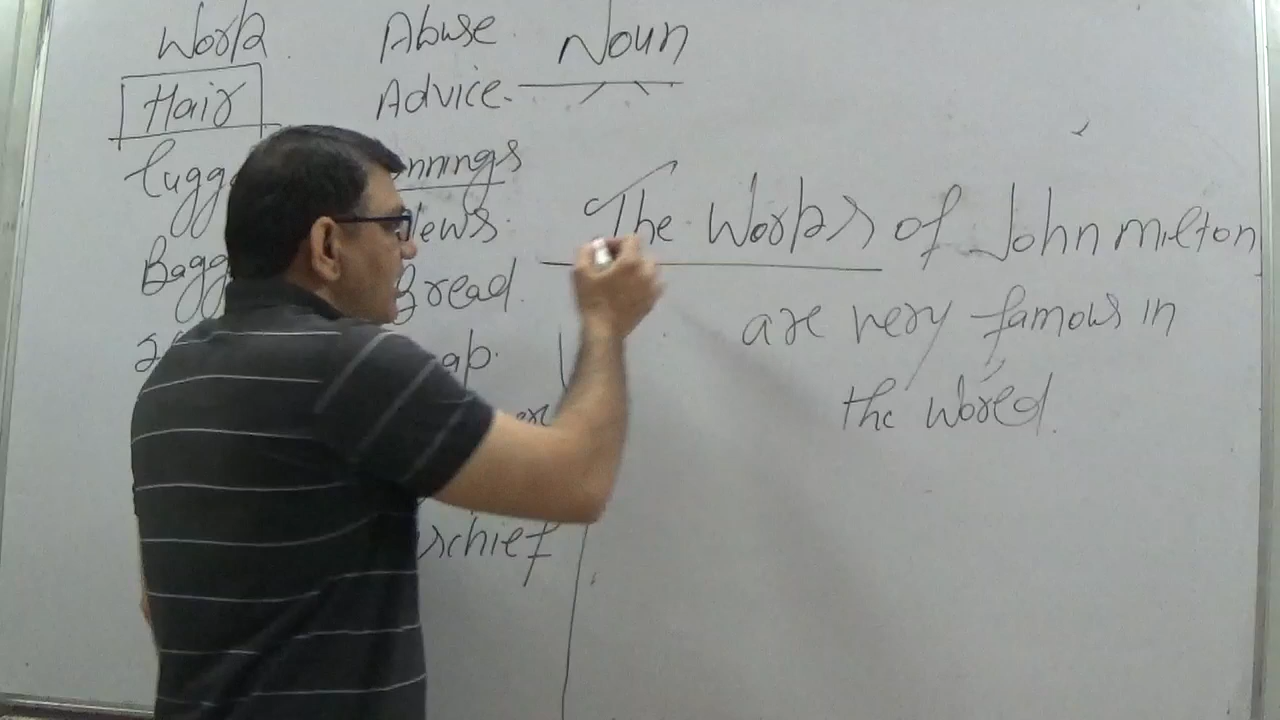 Work.
Hair
Lugg
Bagg
Abuse.
Advice.
nnings
News.
Bread.
ap.
schief
Noun
The Works of John milton
are very famous in
the World.